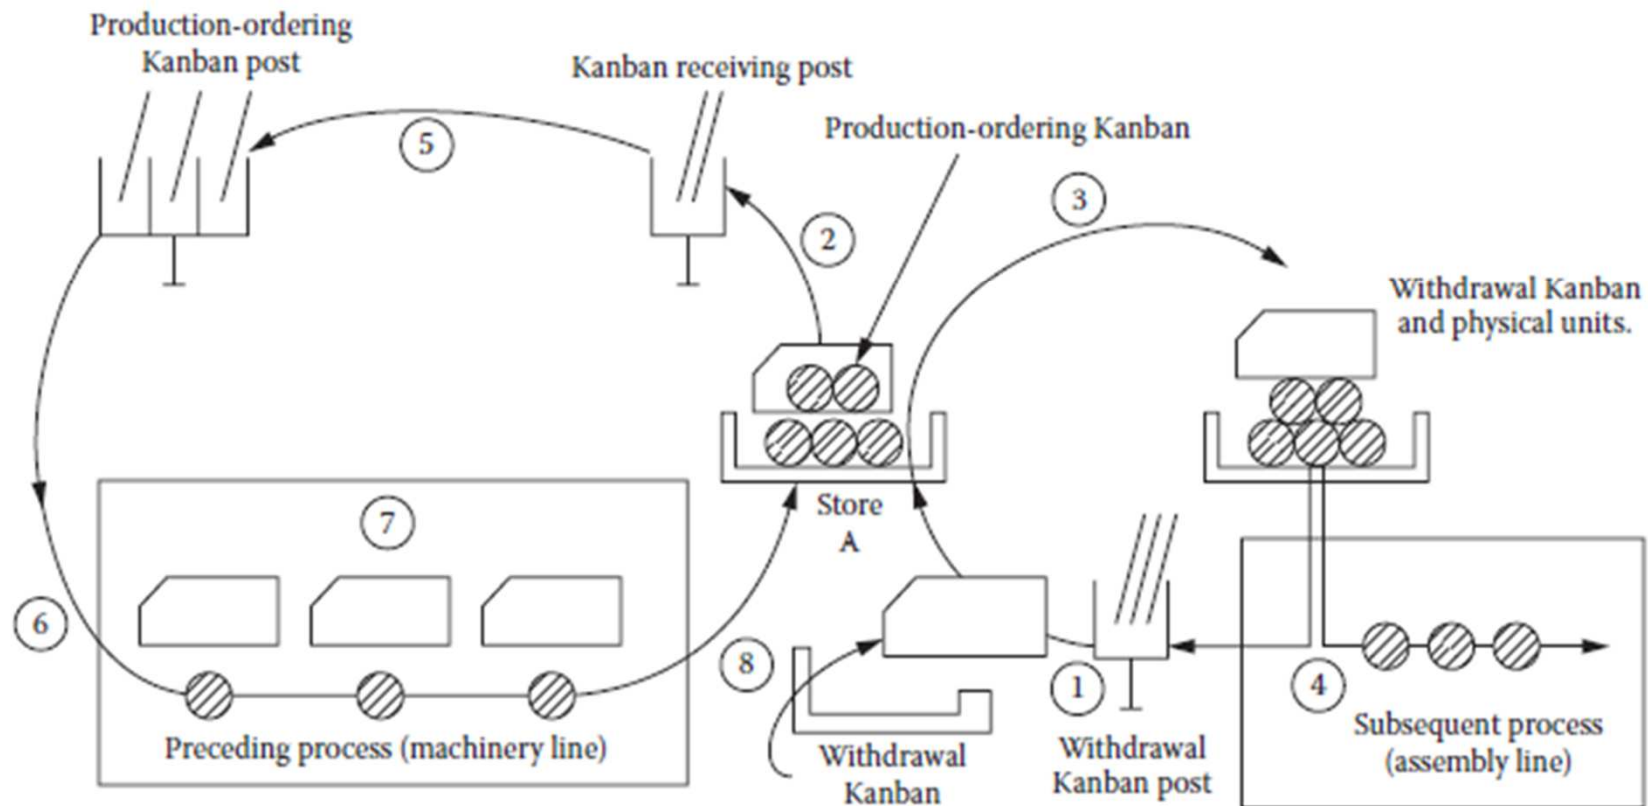 Production-ordering
Kanban post
Kanban receiving post
Production-ordering Kanban
5
3
2
Withdrawal Kanban
and physical units.
Store
A
7
6
8
1
4
Preceding process (machinery line)
Withdrawal
Kanban
Withdrawal
Kanban post
Subsequent process
(assembly line)